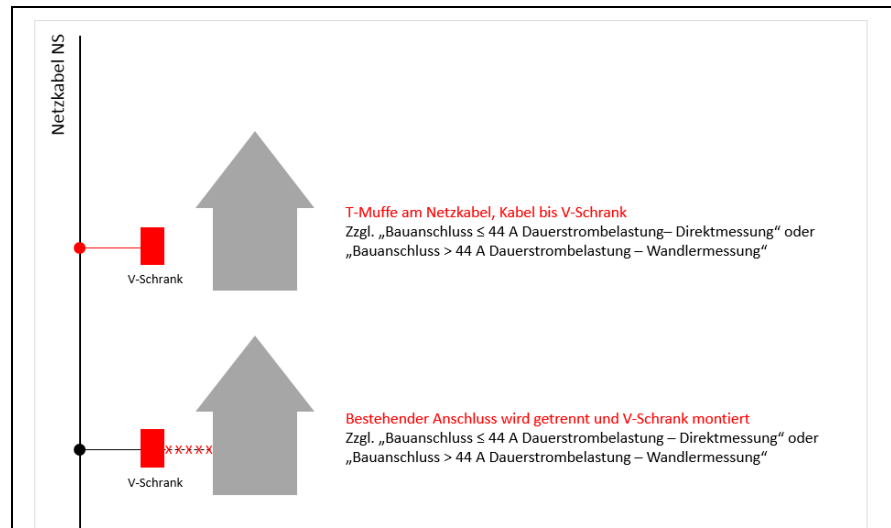 Netzkabel NS
T-Muffe am Netzkabel, Kabel bis V-Schrank
Zzgl. „Bauanschluss ≤ 44 A Dauerstrombelastung– Direktmessung“ oder
„Bauanschluss > 44 A Dauerstrombelastung – Wandlermessung“
V-Schrank
Bestehender Anschluss wird getrennt und V-Schrank montiert
Zzgl. „Bauanschluss ≤ 44 A Dauerstrombelastung – Direktmessung“ oder
„Bauanschluss > 44 A Dauerstrombelastung – Wandlermessung“
V-Schrank